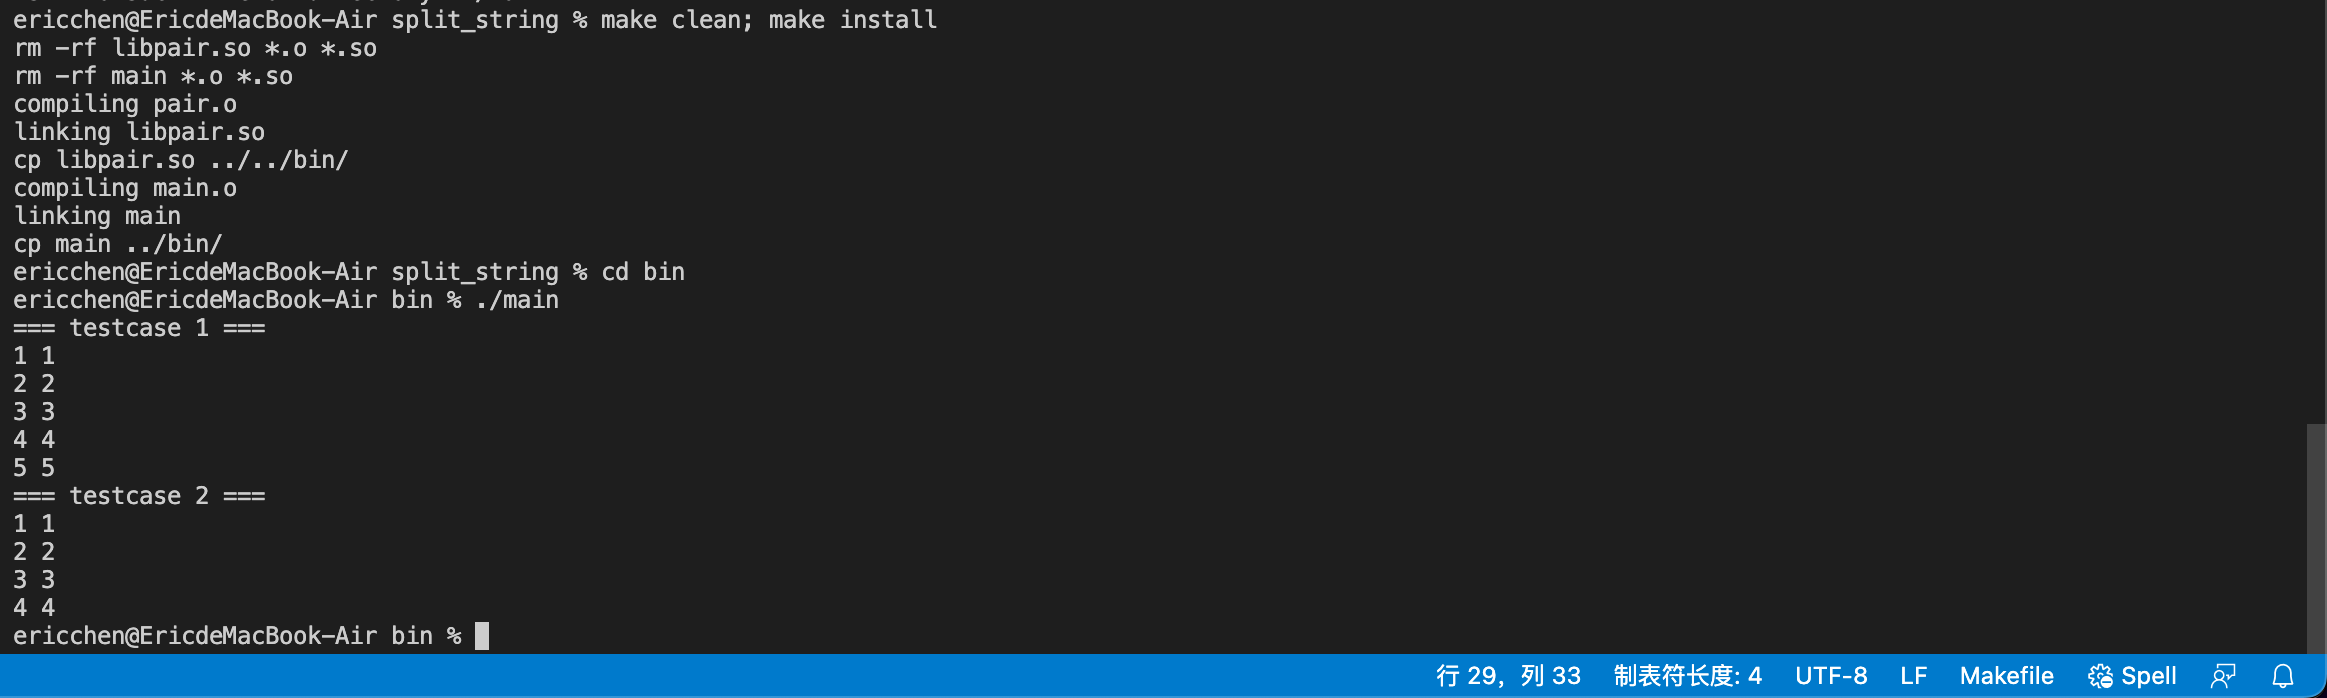 ericchen@EricdeMacBook-Air split_string % make clean; make install
rm -rf libpair.so *.o *.so
rm -rf main *.o *.so
compiling pair.o
linking libpair.so
cp libpair.so ../../bin/
compiling main.o
linking main
cp main ../bin/
ericchen@EricdeMacBook-Air split_string % cd bin
ericchen@EricdeMacBook-Air bin % ./main
=== testcase 1 ===
1 1
2 2
3 3
4 4
5 5
=== testcase 2 ===
1 1
2 2
3 3
4 4
ericchen@EricdeMacBook-Air bin %
行 29，列 33 制表符长度: 4 UTF-8 LF Makefile Spell